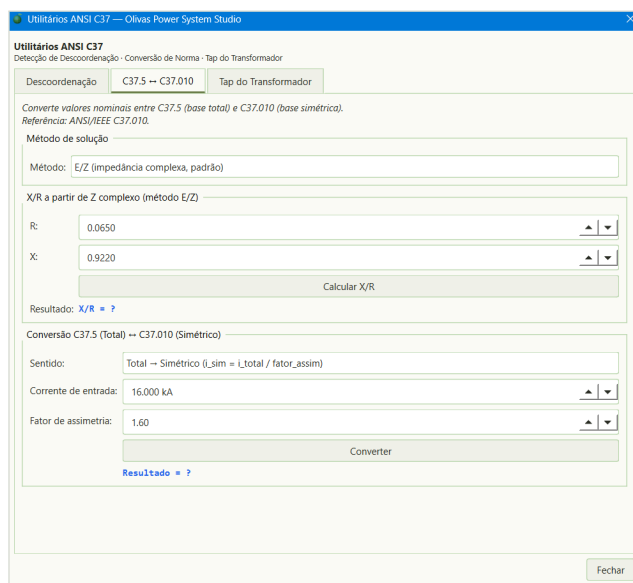 Utilitários ANSI C37 — Olivas Power System Studio
Utilitários ANSI C37
Detecção de Descoordenação · Conversão de Norma · Tap do Transformador
Descoordenação C37.5 ↔ C37.010 Tap do Transformador
Converte valores nominais entre C37.5 (base total) e C37.010 (base simétrica).
Referência: ANSI/IEEE C37.010.
Método de solução
Método: E/Z (impedância complexa, padrão)
X/R a partir de Z complexo (método E/Z)
R: 0.0650
X: 0.9220
Calcular X/R
Resultado: X/R = ?
Conversão C37.5 (Total) ↔ C37.010 (Simétrico)
Sentido: Total → Simétrico (i_sim = i_total / fator_assim)
Corrente de entrada: 16.000 kA
Fator de assimetria: 1.60
Converter
Resultado = ?
Fechar